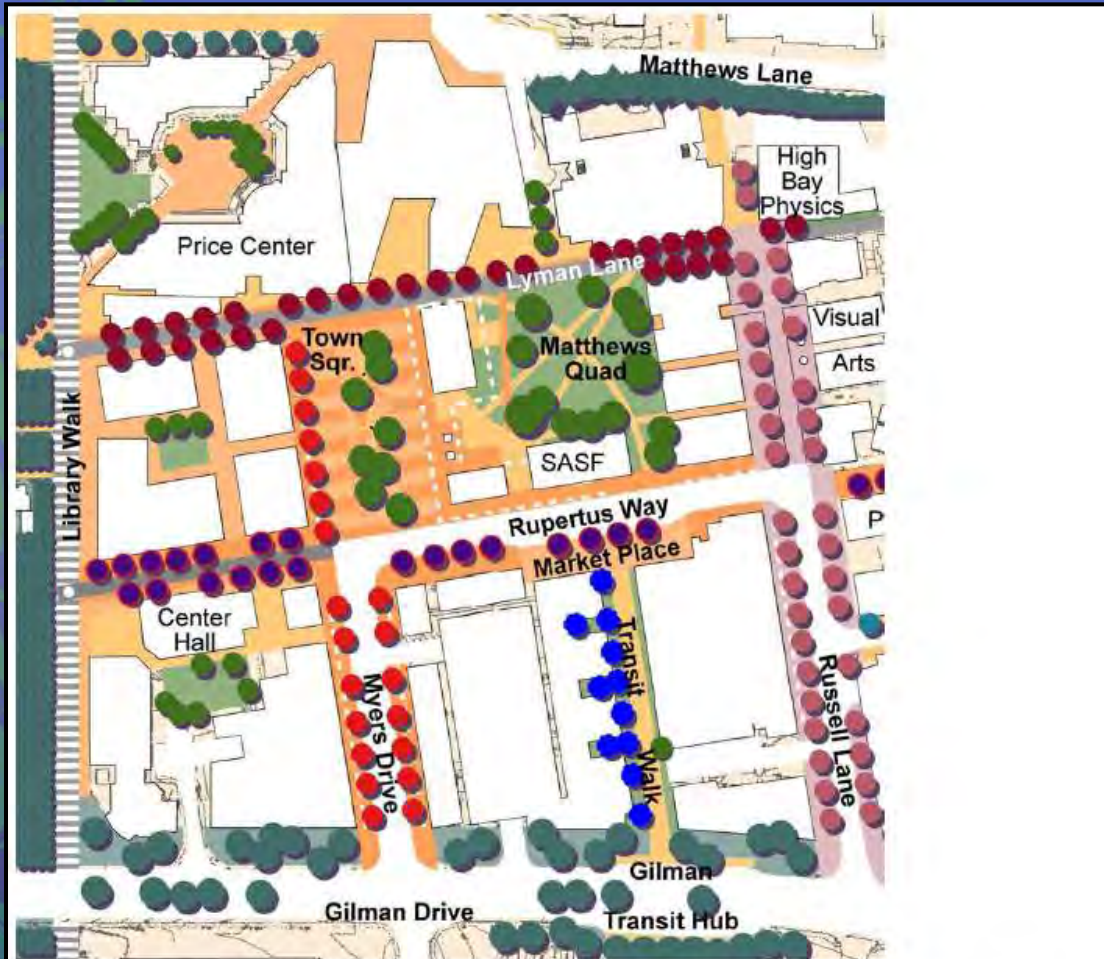 Matthews Lane
High
Bay
Physics
Price Center
Lyman Lane
Town
Sqr.
Matthews
Quad
Visual
Arts
Library Walk
SASF
Rupertus Way
P
Market Place
Center
Hall
Transit
Walk
Myers Drive
Russell Lane
Gilman
Gilman Drive
Transit Hub